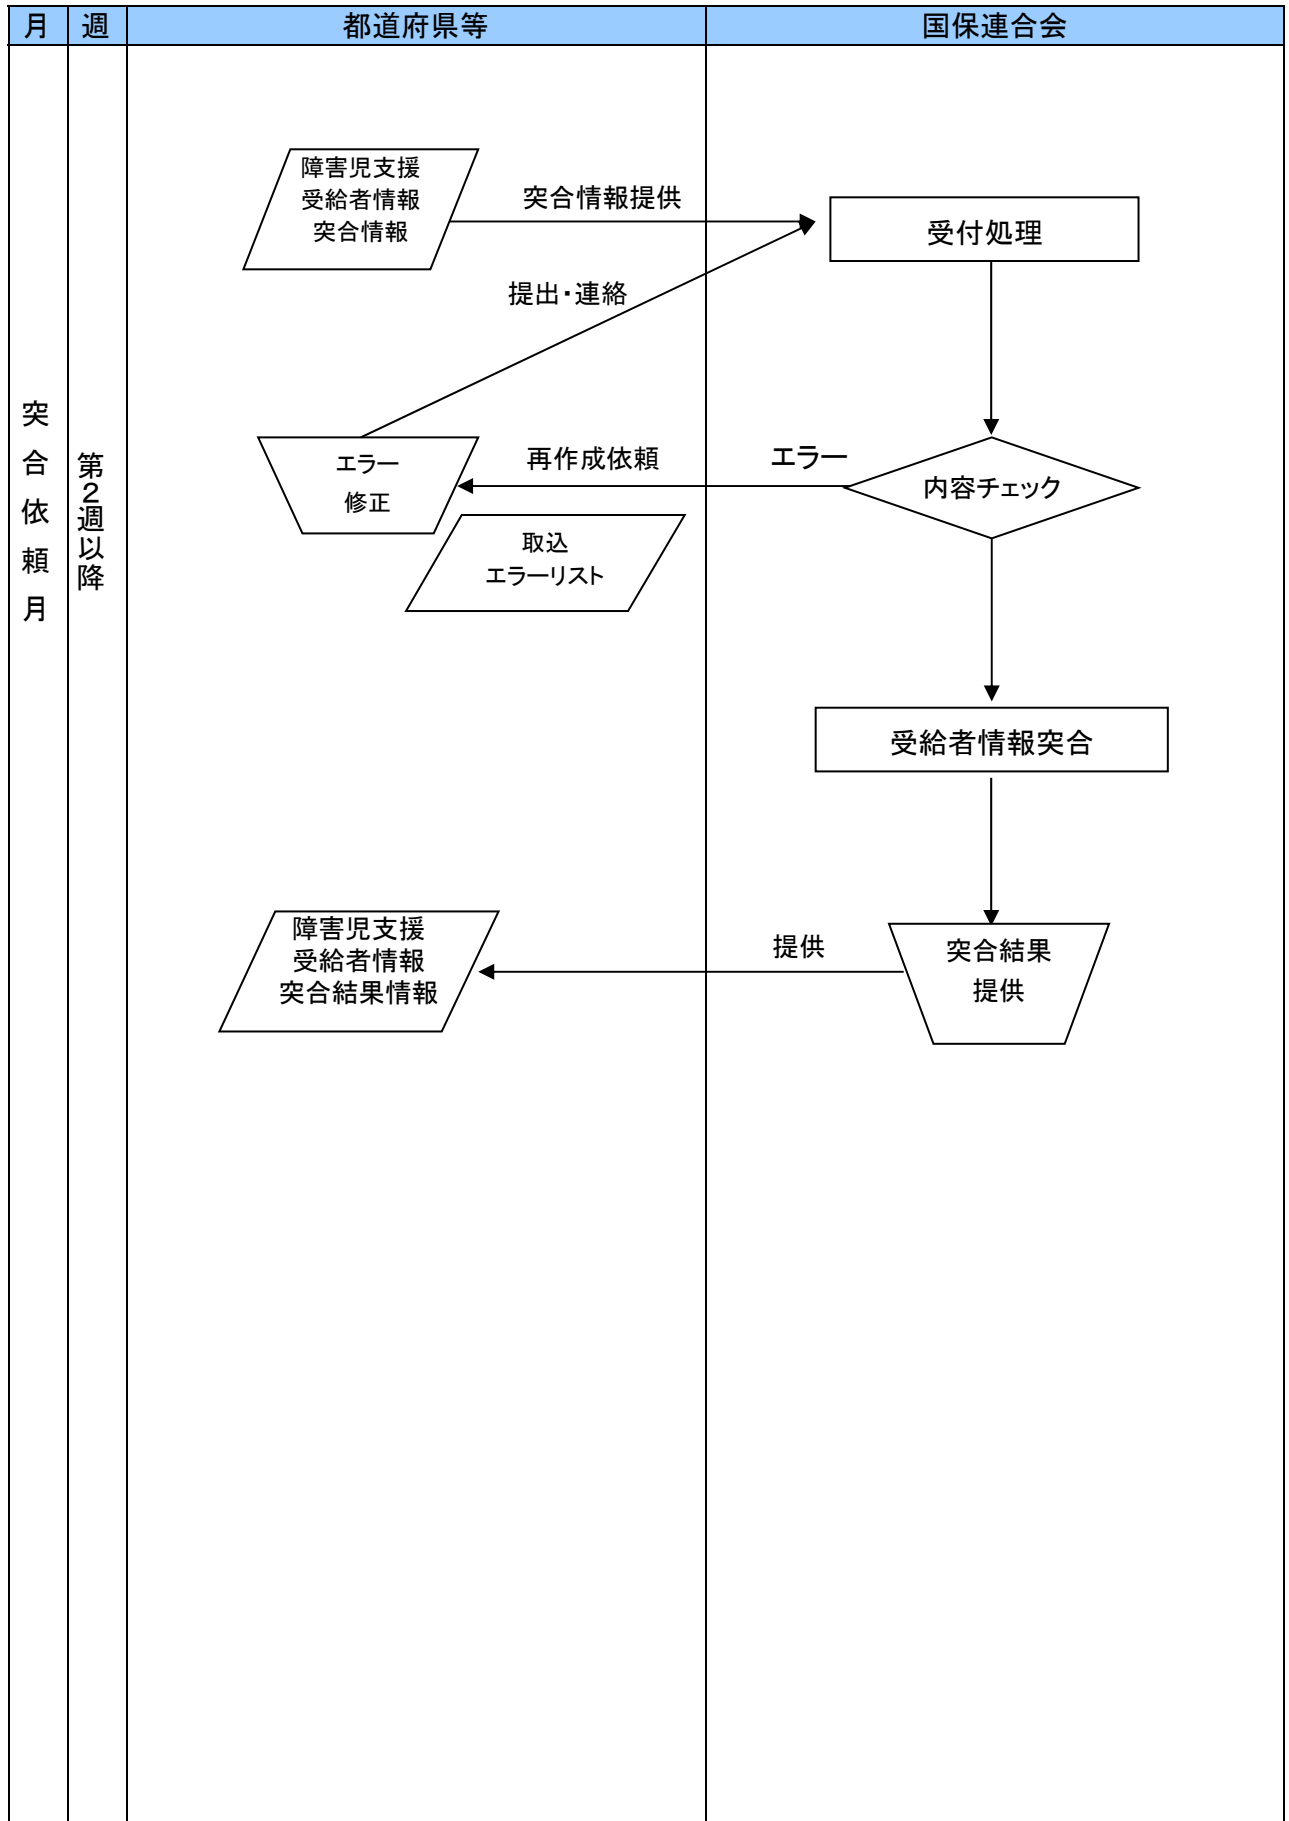 月 週 都道府県等 国保連合会
障害児支援
受給者情報
突合情報
突合情報提供
受付処理
提出・連絡
突合依頼月
第2週以降
エラー
修正
再作成依頼
エラー
内容チェック
取込
エラーリスト
受給者情報突合
障害児支援
受給者情報
突合結果情報
提供
突合結果
提供